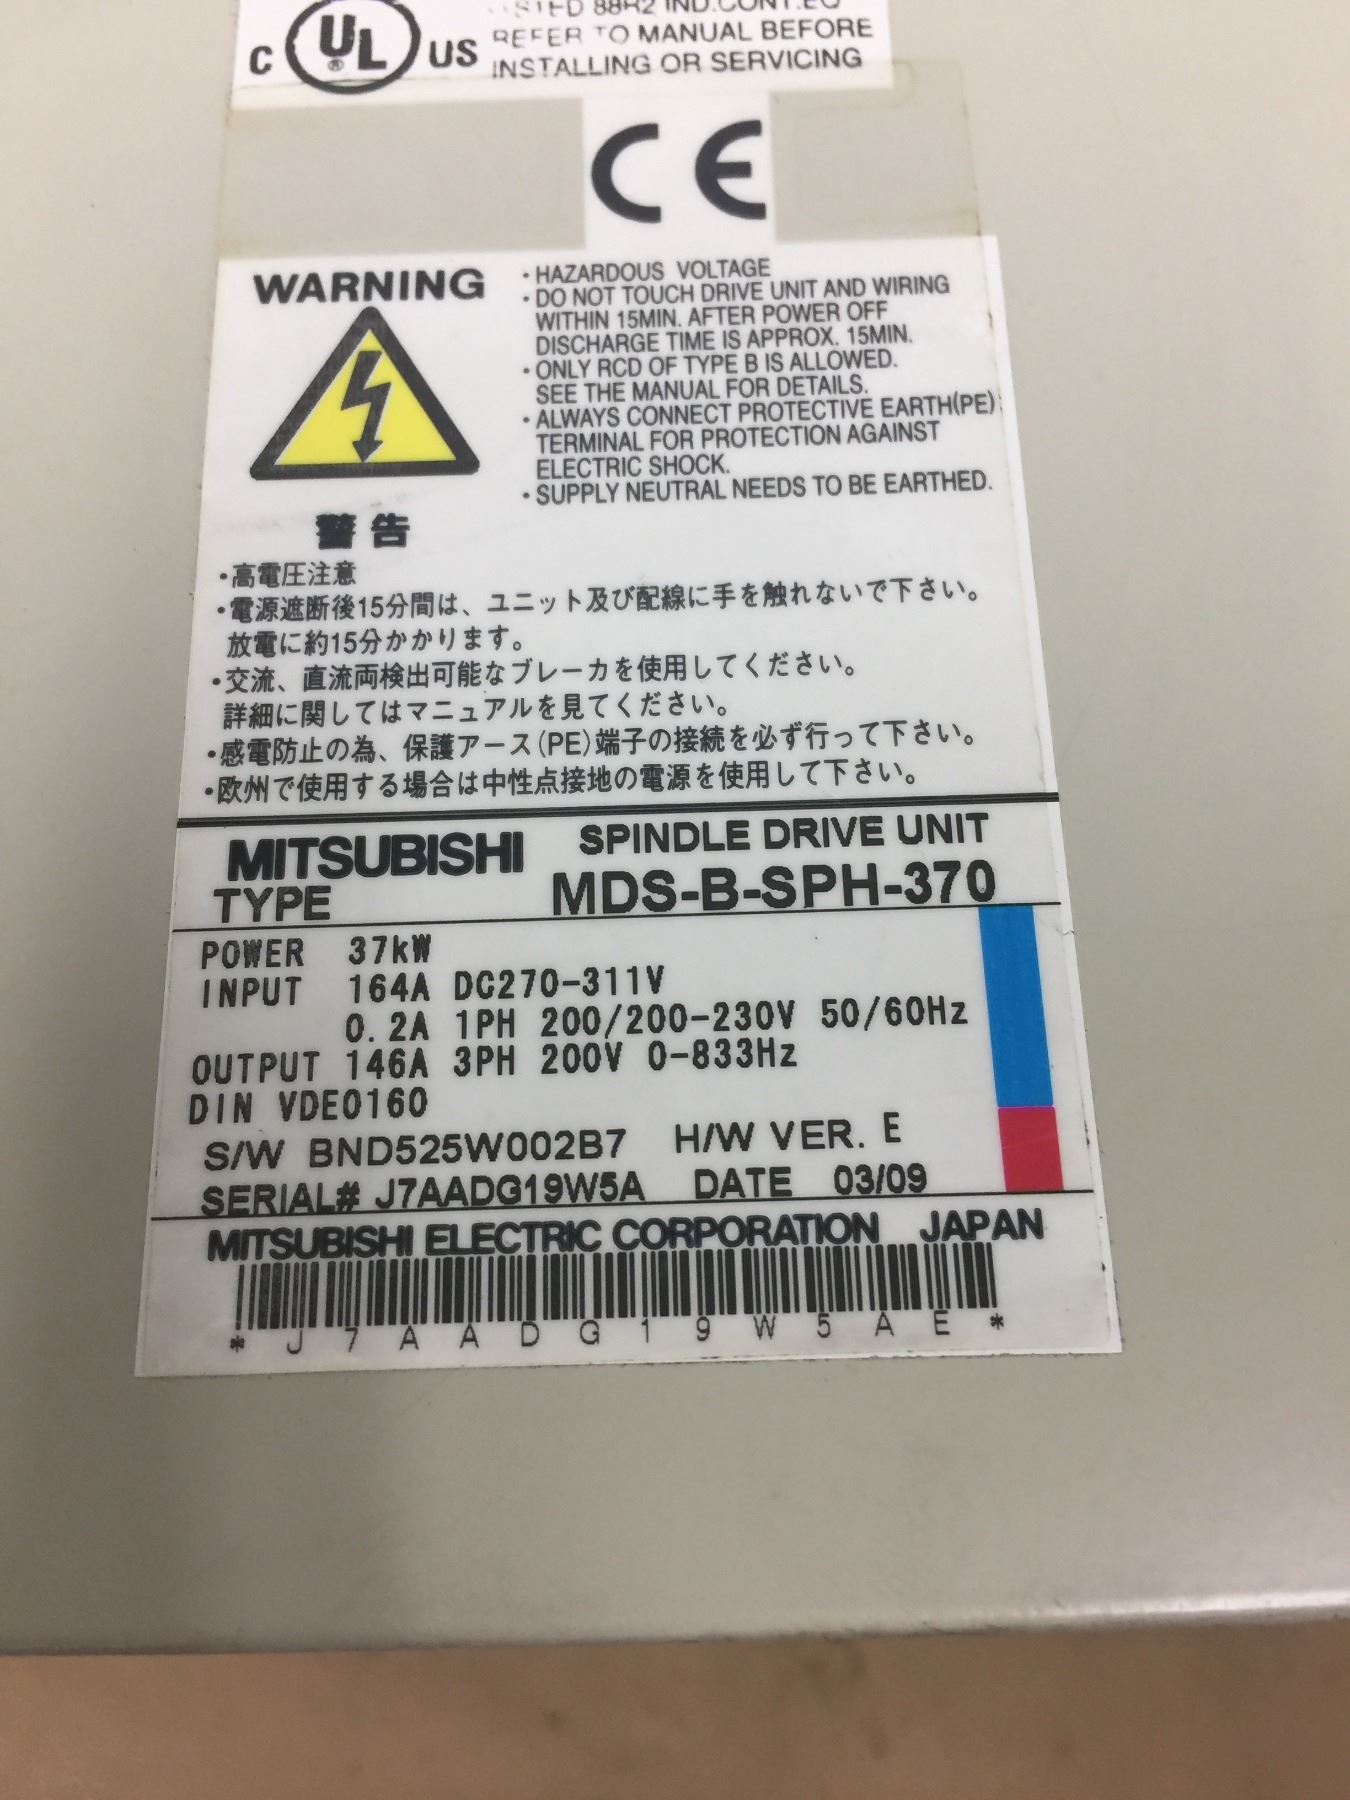 C UL® US
LISTED 88H2 IND.CONT.EQ
REFER TO MANUAL BEFORE
INSTALLING OR SERVICING
CE
WARNING
・HAZARDOUS VOLTAGE
・DO NOT TOUCH DRIVE UNIT AND WIRING
WITHIN 15MIN. AFTER POWER OFF
DISCHARGE TIME IS APPROX. 15MIN.
・ONLY RCD OF TYPE B IS ALLOWED.
SEE THE MANUAL FOR DETAILS.
・ALWAYS CONNECT PROTECTIVE EARTH(PE)
TERMINAL FOR PROTECTION AGAINST
ELECTRIC SHOCK.
・SUPPLY NEUTRAL NEEDS TO BE EARTHED.
警告
・高電圧注意
・電源遮断後15分間は、ユニット及び配線に手を触れないで下さい。
放電に約15分かかります。
・交流、直流両検出可能なブレーカを使用してください。
詳細に関してはマニュアルを見てください。
・感電防止の為、保護アース(PE)端子の接続を必ず行って下さい。
・欧州で使用する場合は中性点接地の電源を使用して下さい。
MITSUBISHI SPINDLE DRIVE UNIT
TYPE MDS-B-SPH-370
POWER 37kW
INPUT 164A DC270-311V
0.2A 1PH 200/200-230V 50/60Hz
OUTPUT 146A 3PH 200V 0-833Hz
DIN VDE0160
S/W BND525W002B7 H/W VER. E
SERIAL# J7AADG19W5A DATE 03/09
MITSUBISHI ELECTRIC CORPORATION JAPAN
* J 7 A A D G 1 9 W 5 A E *